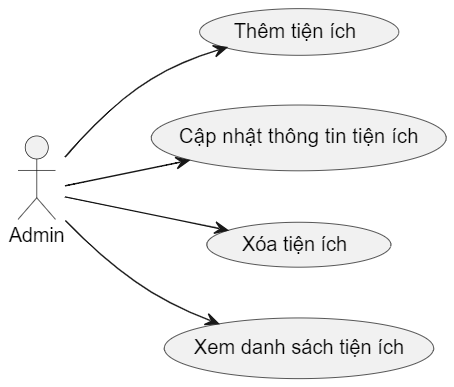 Thêm tiện ích
Cập nhật thông tin tiện ích
Admin
Xóa tiện ích
Xem danh sách tiện ích